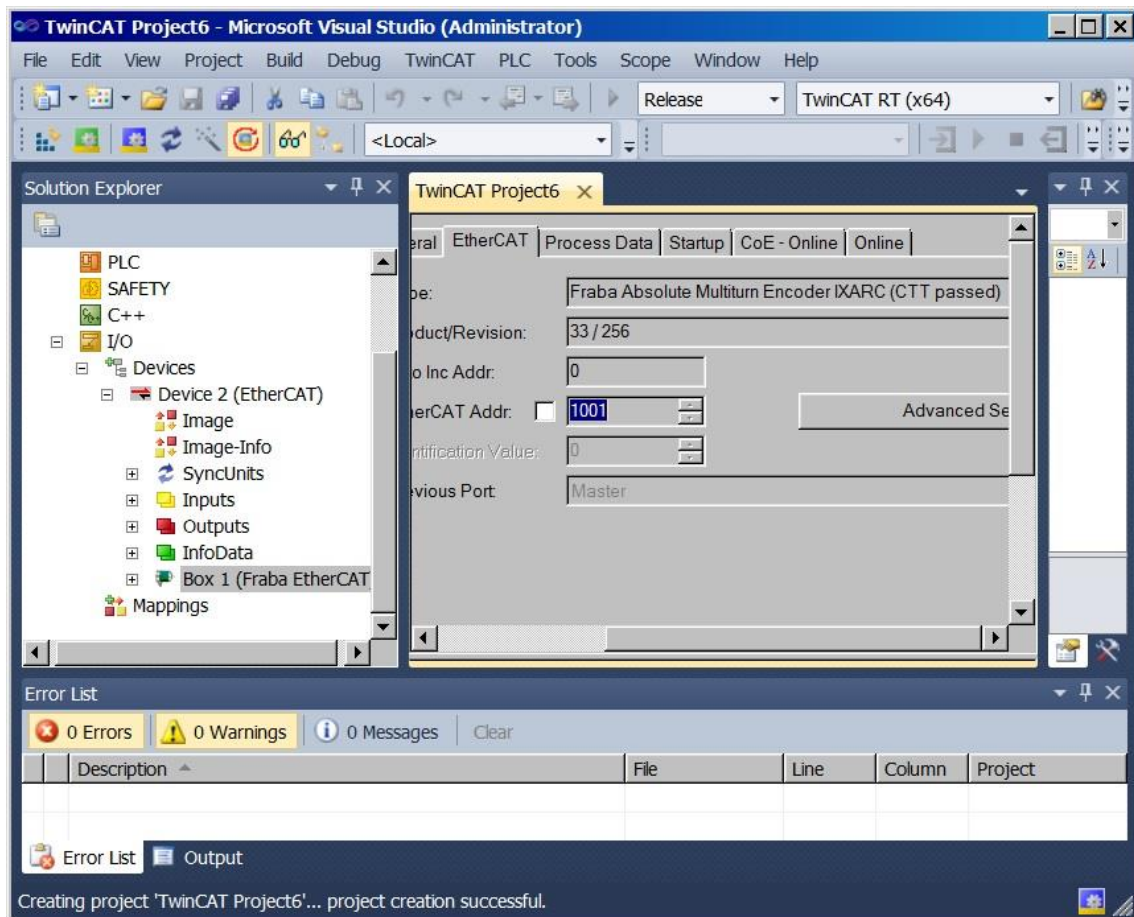 TwinCAT Project6 - Microsoft Visual Studio (Administrator)
File Edit View Project Build Debug TwinCAT PLC Tools Scope Window Help
Release TwinCAT RT (x64)
<Local>
Solution Explorer
PLC
SAFETY
C++
I/O
Devices
Device 2 (EtherCAT)
Image
Image-Info
SyncUnits
Inputs
Outputs
InfoData
Box 1 (Fraba EtherCAT
Mappings
TwinCAT Project6
eral EtherCAT Process Data Startup CoE - Online Online
pe: Fraba Absolute Multiturn Encoder IXARC (CTT passed)
oduct/Revision: 33 / 256
o Inc Addr: 0
erCAT Addr: 1001 Advanced Se
ntification Value: 0
evious Port: Master
Error List
0 Errors 0 Warnings 0 Messages Clear
Description File Line Column Project
Error List Output
Creating project 'TwinCAT Project6'... project creation successful.